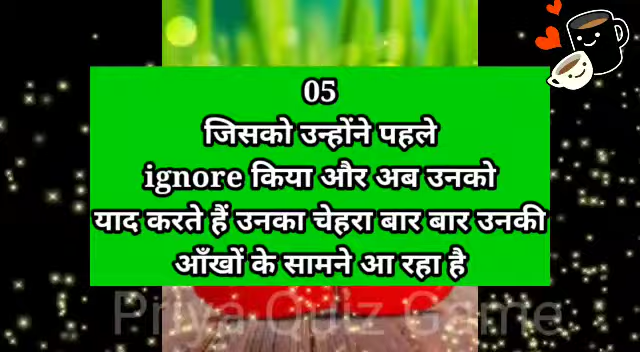 05
जिसको उन्होंने पहले
ignore किया और अब उनको
याद करते हैं उनका चेहरा बार बार उनकी
आँखों के सामने आ रहा है
Priya Quiz Game